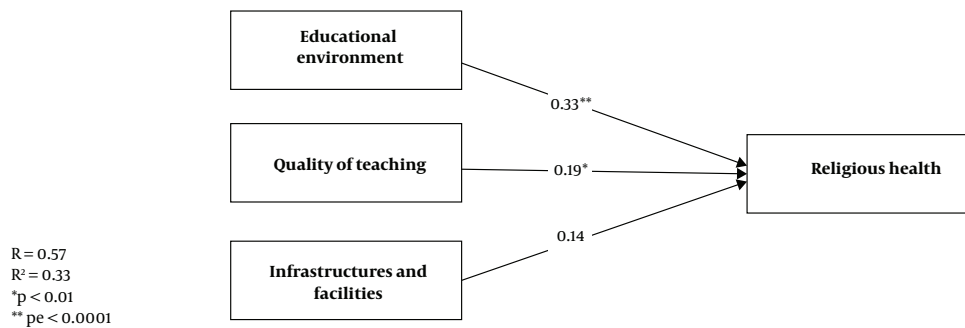 Educational
environment
0.33**
Quality of teaching
0.19*
Religious health
Infrastructures and
facilities
0.14
R = 0.57
R² = 0.33
*p < 0.01
** pe < 0.0001